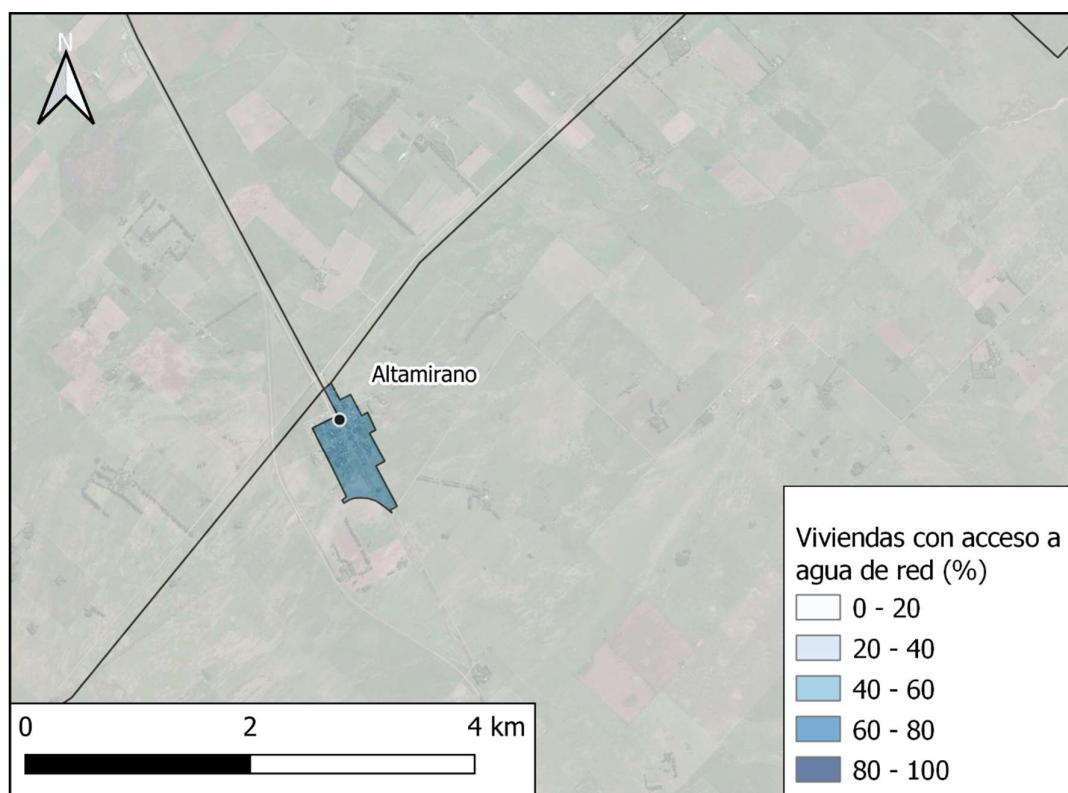 N
Altamirano
Viviendas con acceso a
agua de red (%)
0 - 20
20 - 40
40 - 60
60 - 80
80 - 100
0 2 4 km